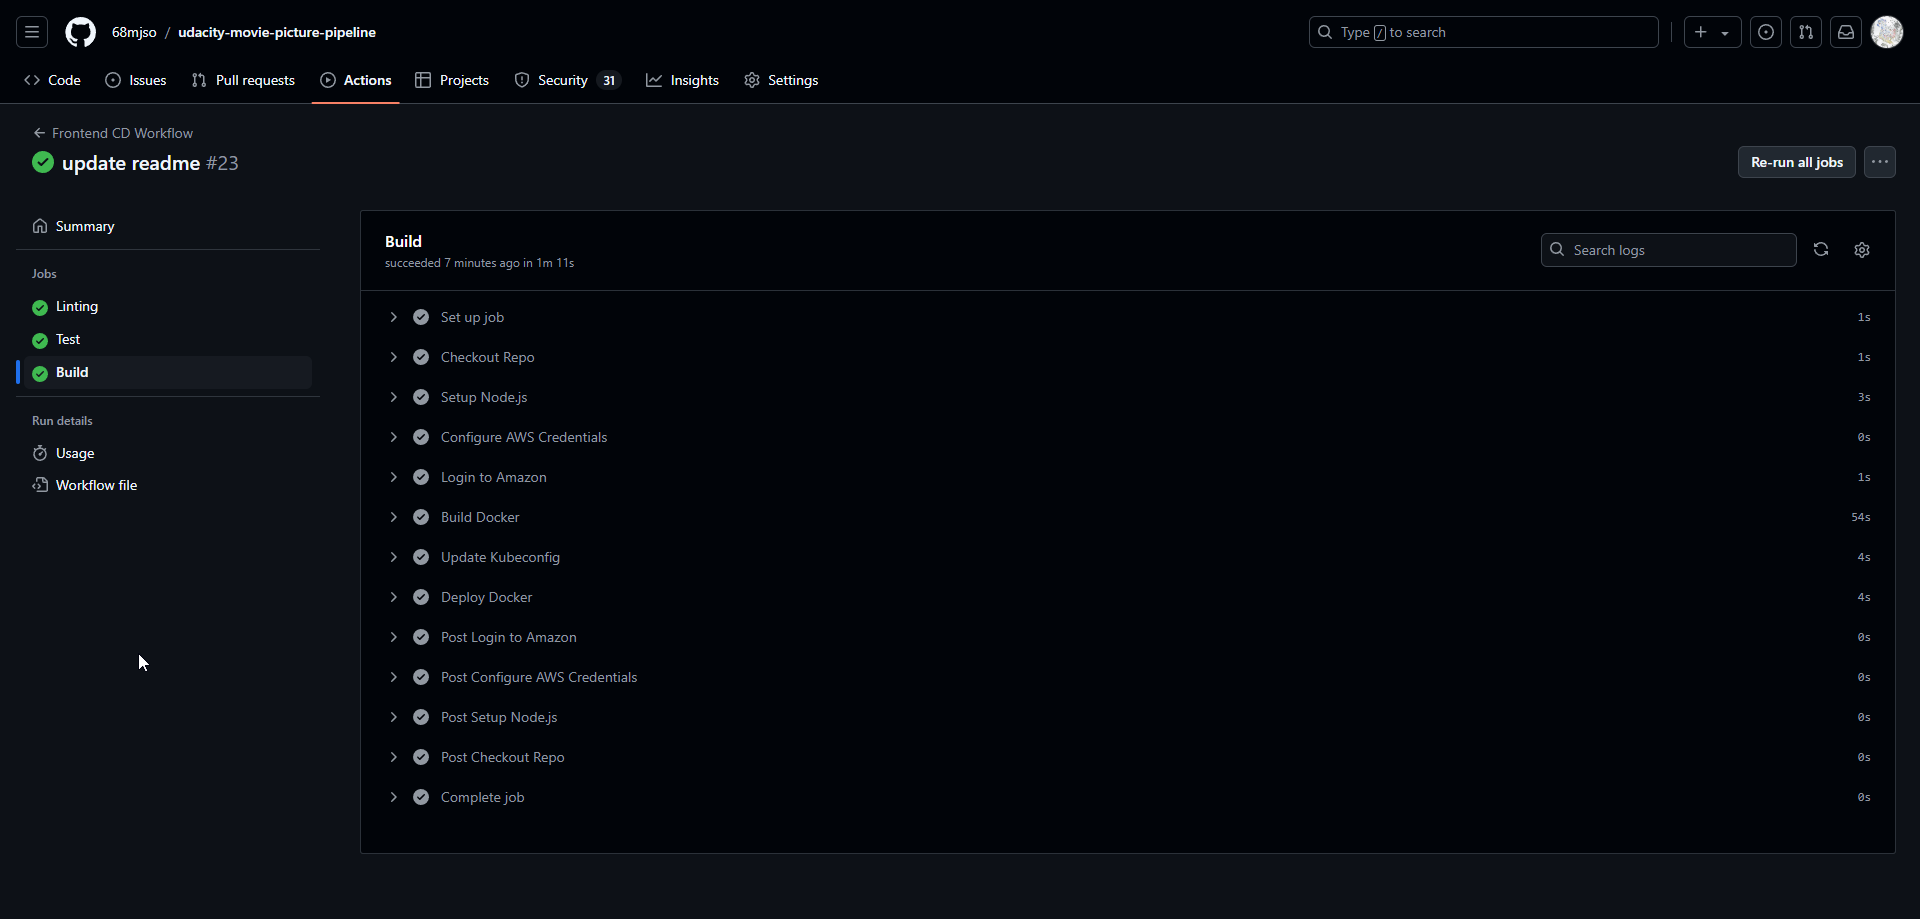 68mjso / udacity-movie-picture-pipeline
Type / to search
Code Issues Pull requests Actions Projects Security 31 Insights Settings
Frontend CD Workflow
update readme #23
Re-run all jobs
Summary
Jobs
Linting
Test
Build
Run details
Usage
Workflow file
Build
succeeded 7 minutes ago in 1m 11s
Search logs
Set up job 1s
Checkout Repo 1s
Setup Node.js 3s
Configure AWS Credentials 0s
Login to Amazon 1s
Build Docker 54s
Update Kubeconfig 4s
Deploy Docker 4s
Post Login to Amazon 0s
Post Configure AWS Credentials 0s
Post Setup Node.js 0s
Post Checkout Repo 0s
Complete job 0s